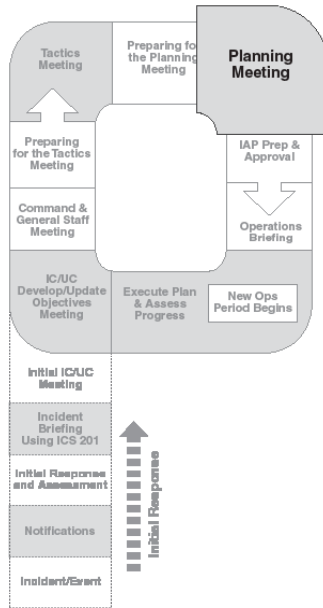 Tactics
Meeting
Preparing for
the Planning
Meeting
Planning
Meeting
Preparing
for the Tactics
Meeting
IAP Prep &
Approval
Command &
General Staff
Meeting
Operations
Briefing
IC/UC
Develop/Update
Objectives
Meeting
Execute Plan
& Assess
Progress
New Ops
Period Begins
Initial IC/UC
Meeting
Incident
Briefing
Using ICS 201
Initial Response
and Assessment
Notifications
Incident/Event
Initial Response